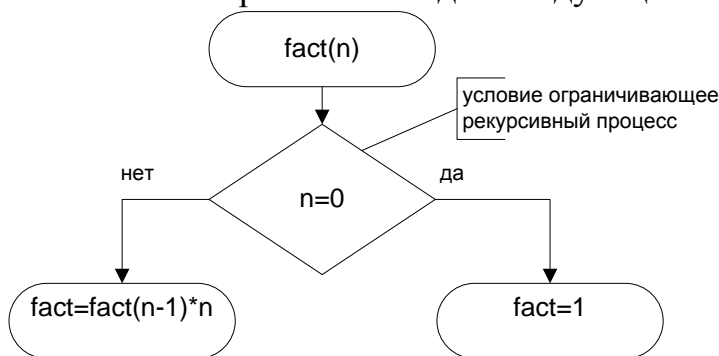 fact(n)
условие ограничивающее
рекурсивный процесс
нет
да
n=0
fact=fact(n-1)*n
fact=1